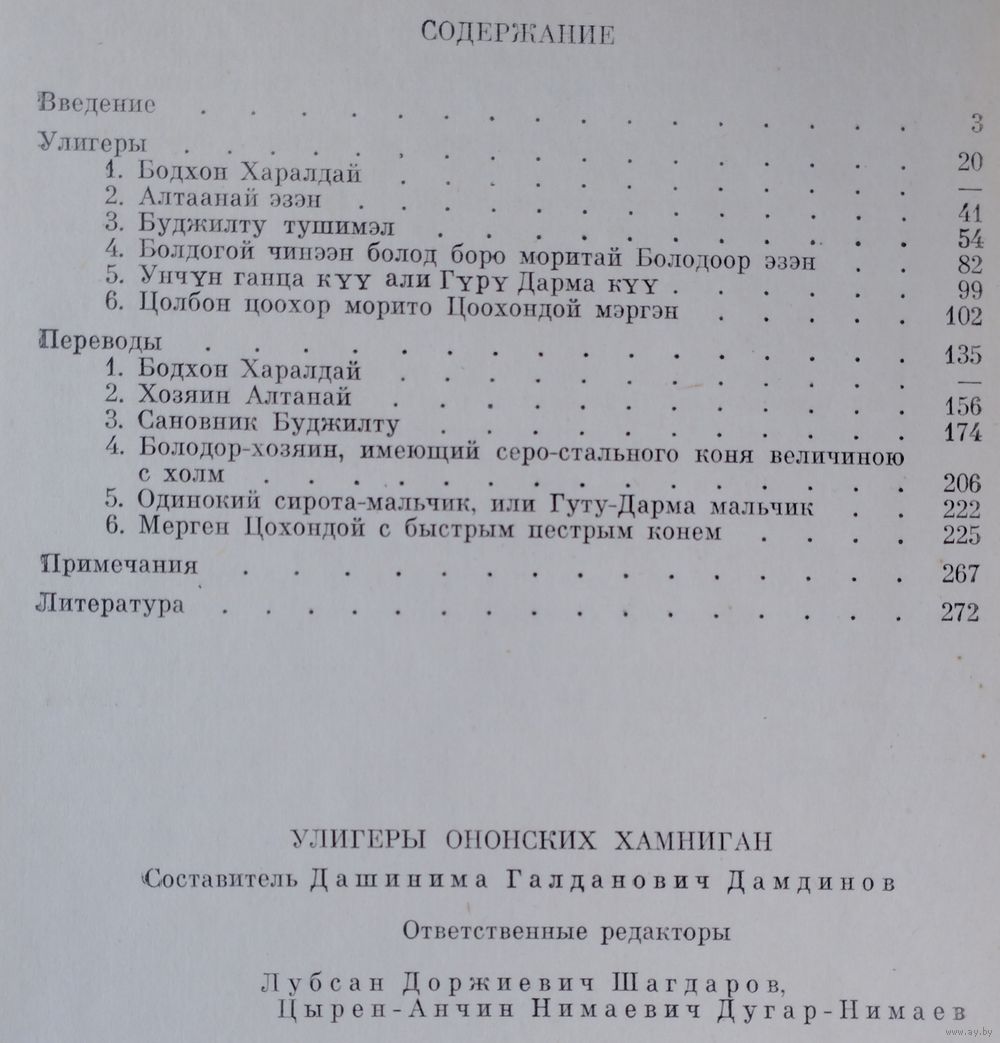 СОДЕРЖАНИЕ
Введение . . . . . . . . . . . . . 3
Улигеры . . . . . . . . . . . . . 20
1. Бодхон Харалдай . . . . . . . . . . —
2. Алтаанай эзэн . . . . . . . . . . 41
3. Буджилту тушимэл . . . . . . . . . 54
4. Болдогой чинээн болод боро моритай Болодоор эзэн . . 82
5. Унчүн ганца күү али Гүрү Дарма күү . . . . . 99
6. Цолбон цоохор морито Цоохондой мэргэн . . . . 102
Переводы . . . . . . . . . . . . . 135
1. Бодхон Харалдай . . . . . . . . . . —
2. Хозяин Алтанай . . . . . . . . . . 156
3. Сановник Буджилту . . . . . . . . . 174
4. Болодор-хозяин, имеющий серо-стального коня величиною
с холм . . . . . . . . . . . . 206
5. Одинокий сирота-мальчик, или Гуту-Дарма мальчик . . 222
6. Мерген Цохондой с быстрым пестрым конем . . . . 225
Примечания . . . . . . . . . . . . 267
Литература . . . . . . . . . . . . 272
УЛИГЕРЫ ОНОНСКИХ ХАМНИГАН
Составитель Дашинима Галданович Дамдинов
Ответственные редакторы
Лубсан Доржиевич Шагдаров,
Цырен-Анчин Нимаевич Дугар-Нимаев
www.ay.by